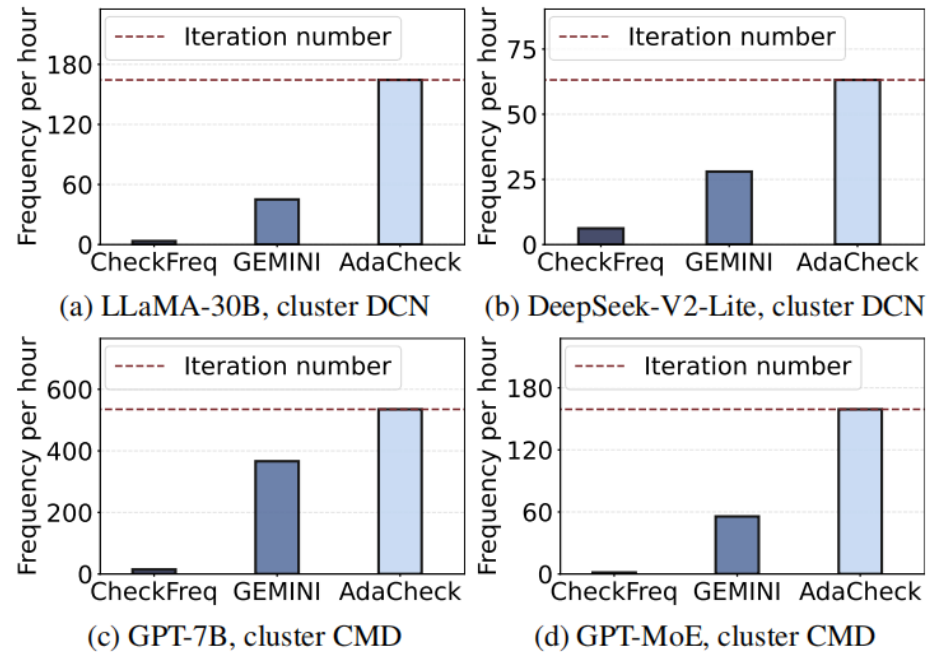 Frequency per hour
Iteration number
180
120
60
0
CheckFreq GEMINI AdaCheck
(a) LLaMA-30B, cluster DCN
Frequency per hour
Iteration number
75
50
25
0
CheckFreq GEMINI AdaCheck
(b) DeepSeek-V2-Lite, cluster DCN
Frequency per hour
Iteration number
600
400
200
0
CheckFreq GEMINI AdaCheck
(c) GPT-7B, cluster CMD
Frequency per hour
Iteration number
180
120
60
0
CheckFreq GEMINI AdaCheck
(d) GPT-MoE, cluster CMD